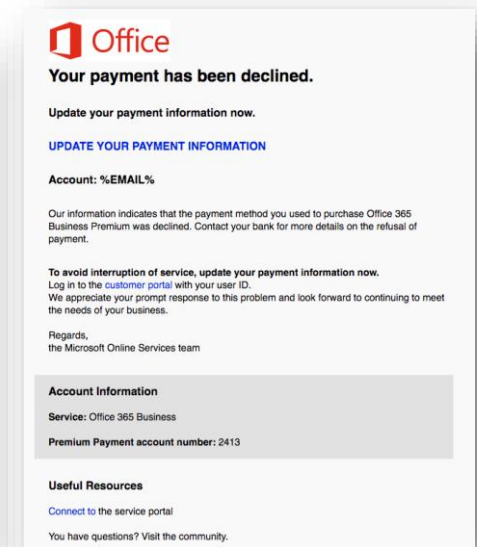 Office
Your payment has been declined.
Update your payment information now.
UPDATE YOUR PAYMENT INFORMATION
Account: %EMAIL%
Our information indicates that the payment method you used to purchase Office 365
Business Premium was declined. Contact your bank for more details on the refusal of
payment.
To avoid interruption of service, update your payment information now.
Log in to the customer portal with your user ID.
We appreciate your prompt response to this problem and look forward to continuing to meet
the needs of your business.
Regards,
the Microsoft Online Services team
Account Information
Service: Office 365 Business
Premium Payment account number: 2413
Useful Resources
Connect to the service portal
You have questions? Visit the community.